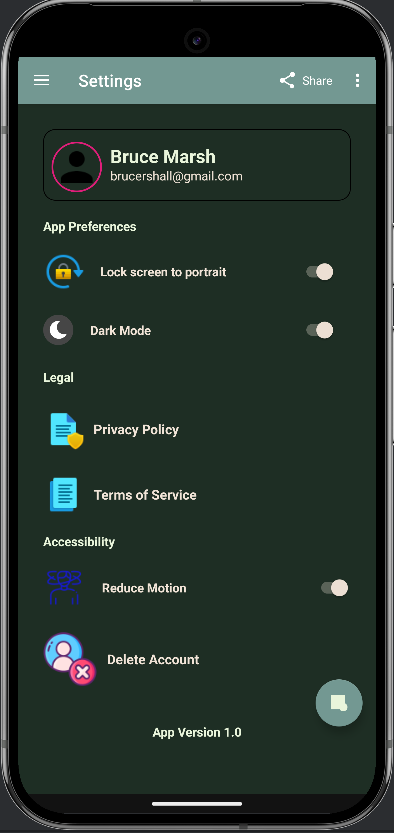 Settings
Share
Bruce Marsh
brucershall@gmail.com
App Preferences
Lock screen to portrait
Dark Mode
Legal
Privacy Policy
Terms of Service
Accessibility
Reduce Motion
Delete Account
App Version 1.0